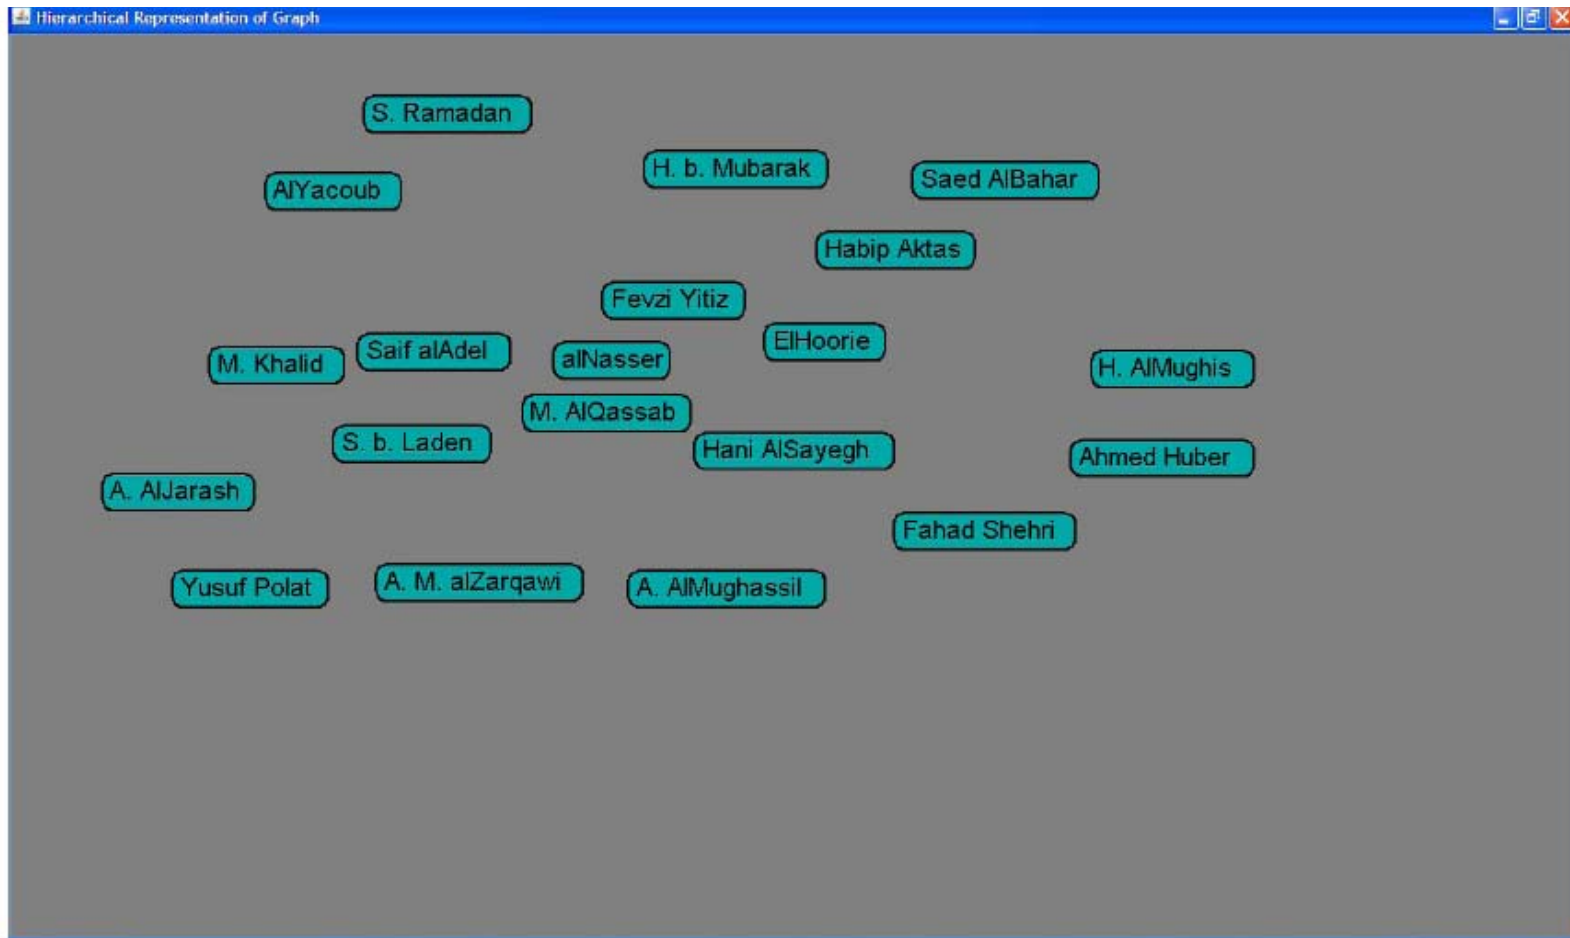 Hierarchical Representation of Graph
S. Ramadan
H. b. Mubarak
Saed AlBahar
AlYacoub
Habip Aktas
Fevzi Yitiz
ElHoorie
Saif alAdel
alNasser
M. Khalid
H. AlMughis
M. AlQassab
S. b. Laden
Hani AlSayegh
Ahmed Huber
A. AlJarash
Fahad Shehri
Yusuf Polat
A. M. alZarqawi
A. AlMughassil